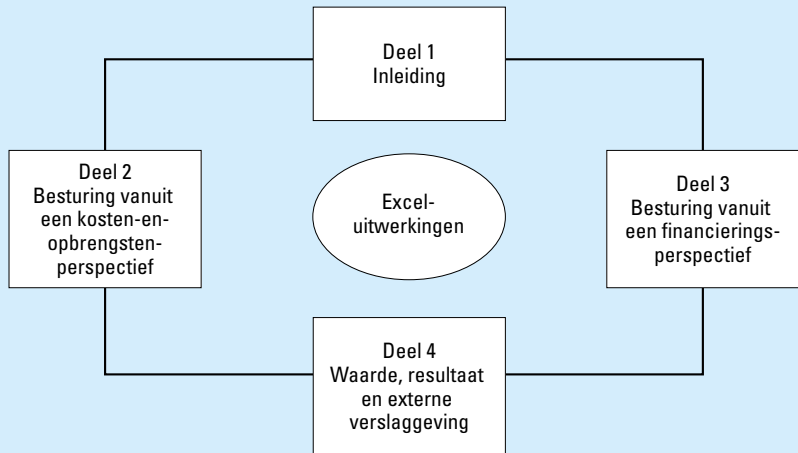 Deel 1
Inleiding
Deel 2
Besturing vanuit
een kosten-en-
opbrengsten-
perspectief
Excel-
uitwerkingen
Deel 3
Besturing vanuit
een financierings-
perspectief
Deel 4
Waarde, resultaat
en externe
verslaggeving